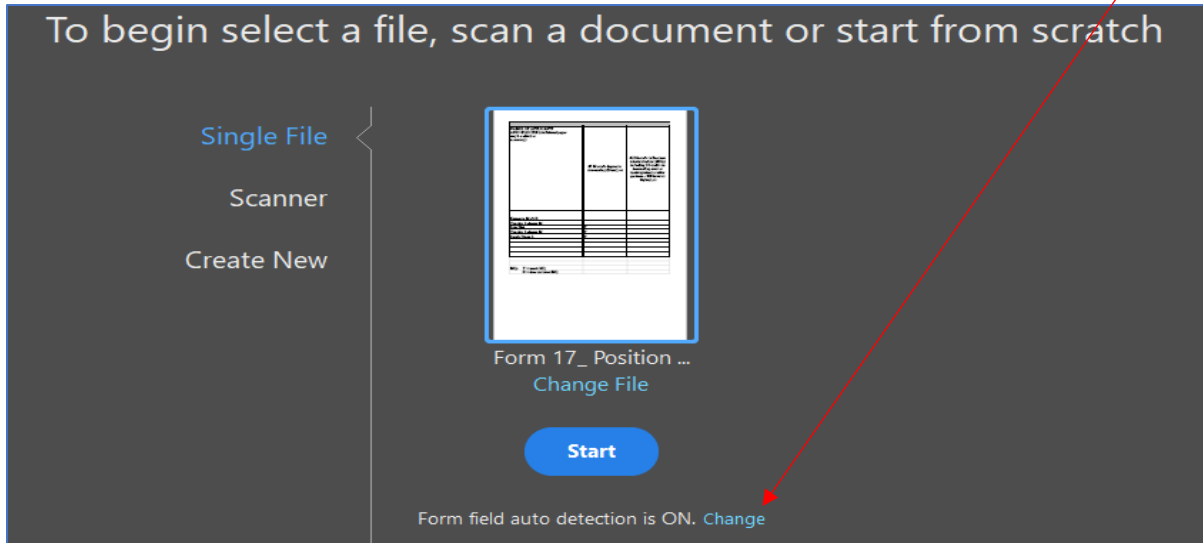 To begin select a file, scan a document or start from scratch
Single File
Scanner
Create New
Form 17_ Position ...
Change File
Start
Form field auto detection is ON. Change